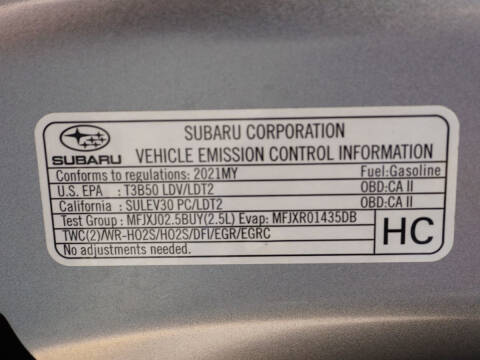 SUBARU CORPORATION
SUBARU
VEHICLE EMISSION CONTROL INFORMATION
Conforms to regulations: 2021MY Fuel:Gasoline
U.S. EPA : T3B50 LDV/LDT2 OBD:CA II
California : SULEV30 PC/LDT2 OBD:CA II
Test Group : MFJXJ02.5BUY(2.5L) Evap: MFJXR01435DB
TWC(2)/WR-HO2S/HO2S/DFI/EGR/EGRC
HC
No adjustments needed.